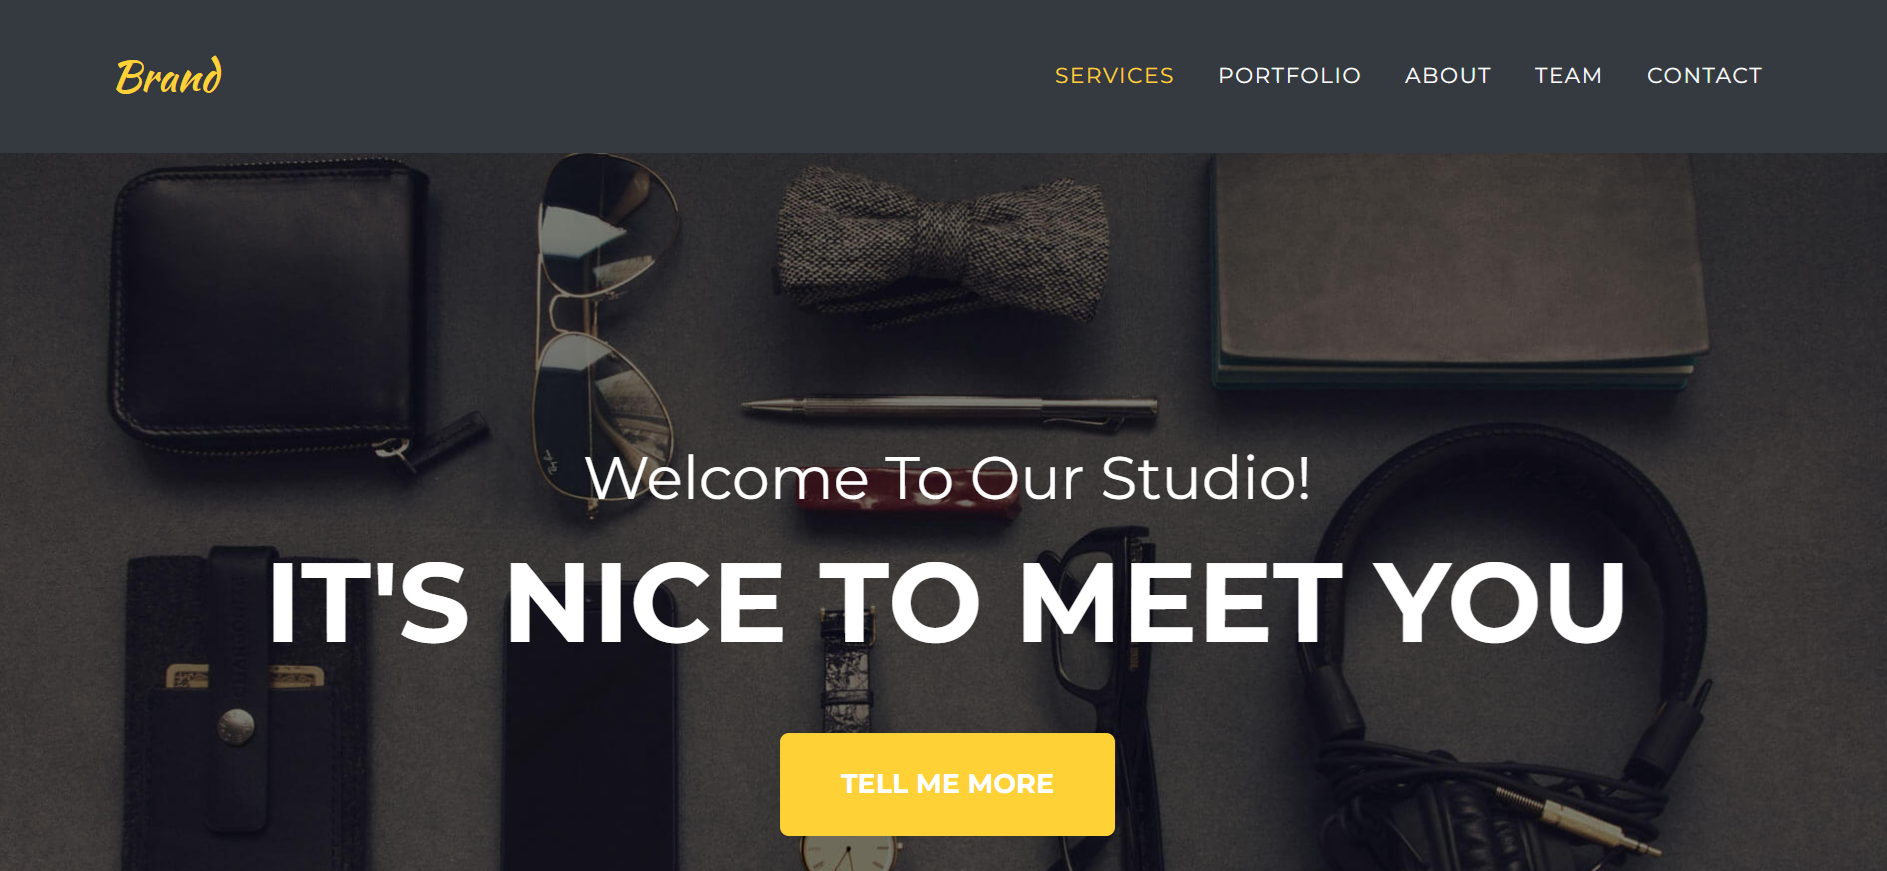 Brand
SERVICES PORTFOLIO ABOUT TEAM CONTACT
Welcome To Our Studio!
IT'S NICE TO MEET YOU
TELL ME MORE